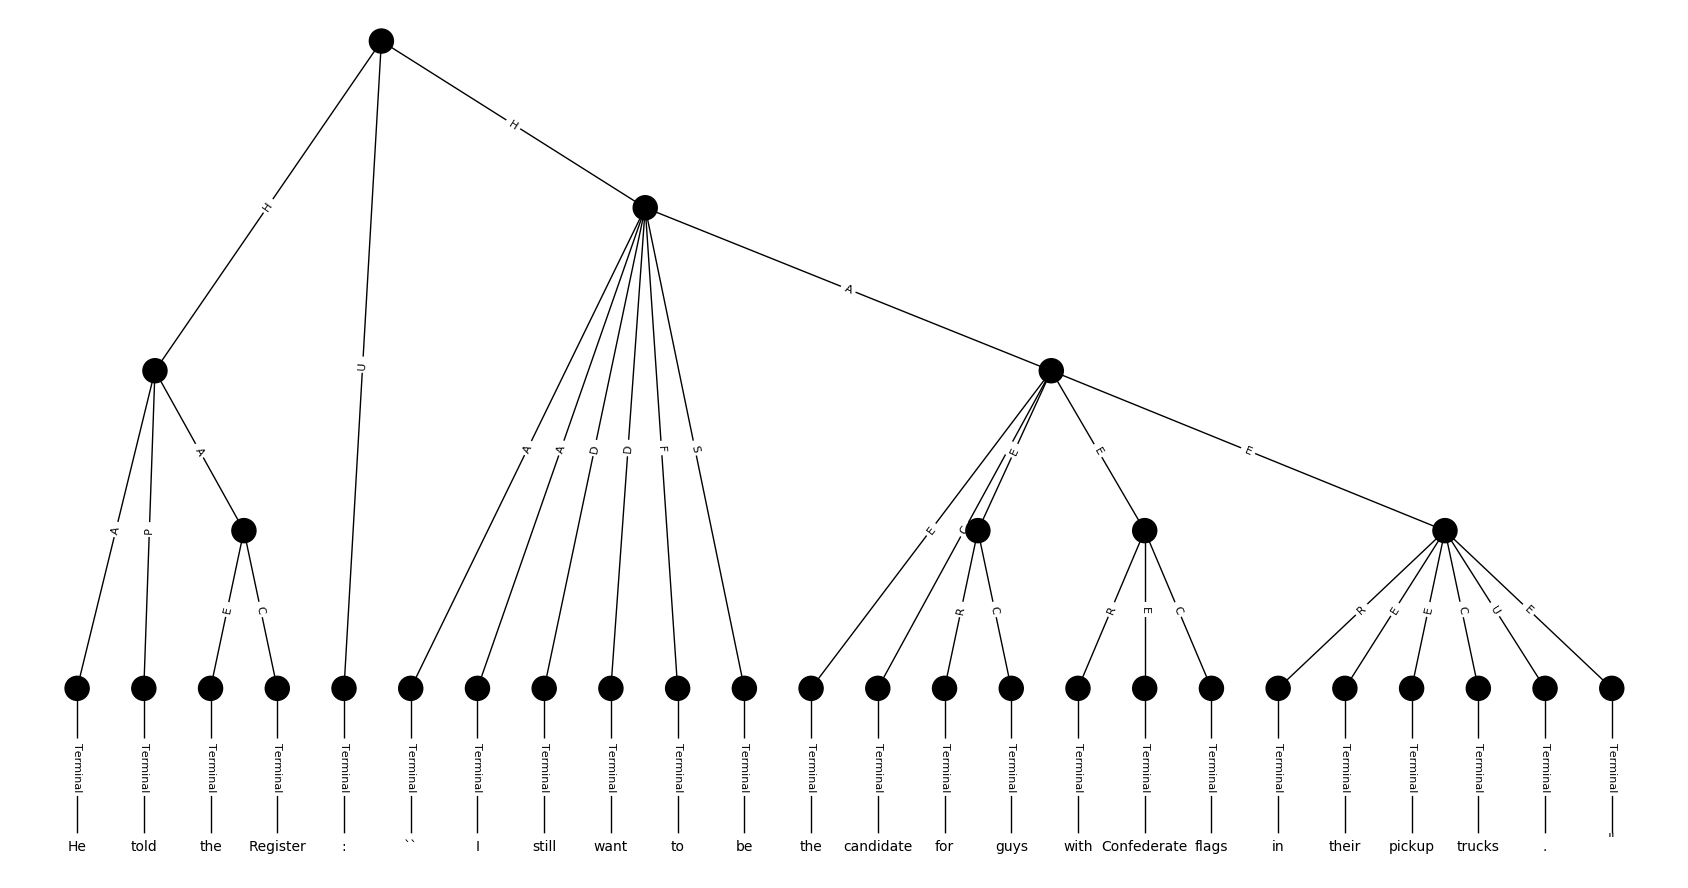 H
H
U
A
A
P
A
E
C
A
A
D
D
F
S
E
C
E
E
E
R
C
R
E
C
R
E
E
C
U
E
Terminal Terminal Terminal Terminal Terminal Terminal Terminal Terminal Terminal Terminal Terminal Terminal Terminal Terminal Terminal Terminal Terminal Terminal Terminal Terminal Terminal Terminal Terminal Terminal
He told the Register : `` I still want to be the candidate for guys with Confederate flags in their pickup trucks . "